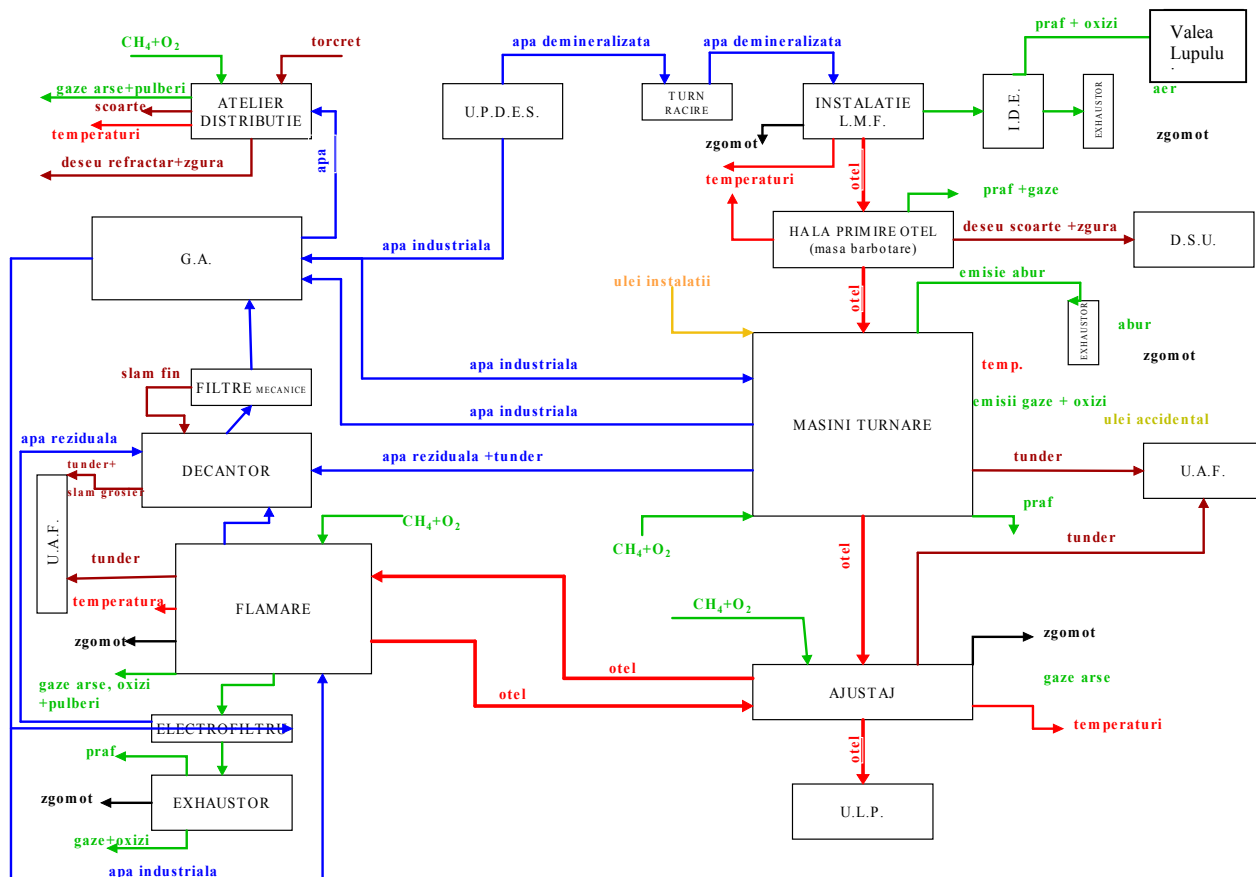 praf + oxizi
Valea
Lupului
CH₄+O₂
torcret
apa demineralizata
apa demineralizata
gaze arse+pulberi
scoarte
temperaturi
deseu refractar+zgura
ATELIER
DISTRIBUTIE
apa
U.P.D.E.S.
TURN
RACIRE
INSTALATIE
L.M.F.
I.D.E.
EXHAUSTOR
aer
zgomot
zgomot
temperaturi
otel
praf +gaze
HALA PRIMIRE OTEL
(masa barbotare)
deseu scoarte +zgura
D.S.U.
G.A.
apa industriala
ulei instalatii
otel
emisie abur
EXHAUSTOR
abur
zgomot
slam fin
FILTRE MECANICE
apa industriala
apa industriala
MASINI TURNARE
temp.
emisii gaze + oxizi
ulei accidental
apa reziduala
DECANTOR
apa reziduala +tunder
tunder
U.A.F.
tunder+
slam grosier
U.A.F.
CH₄+O₂
CH₄+O₂
praf
tunder
otel
tunder
temperatura
FLAMARE
zgomot
CH₄+O₂
zgomot
gaze arse, oxizi
+pulberi
otel
otel
AJUSTAJ
gaze arse
temperaturi
ELECTROFILTRU
praf
otel
zgomot
EXHAUSTOR
U.L.P.
gaze+oxizi
apa industriala